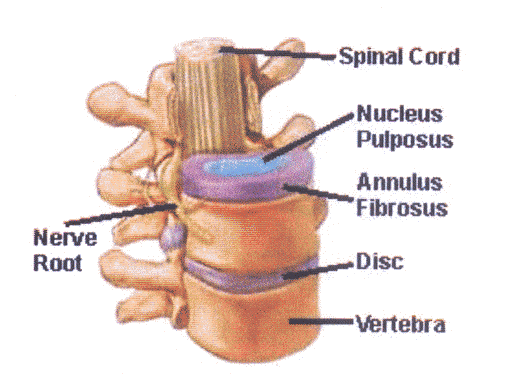 Spinal Cord
Nucleus
Pulposus
Annulus
Fibrosus
Nerve
Root
Disc
Vertebra